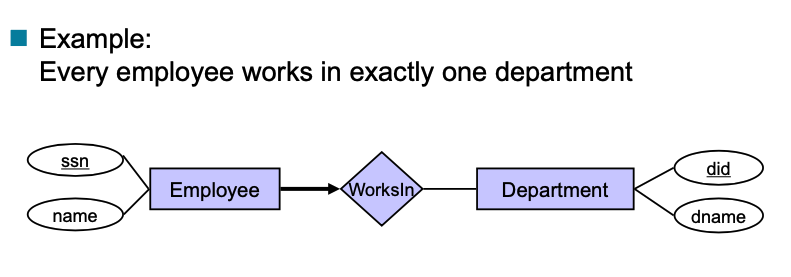 Example:
Every employee works in exactly one department
ssn
name
Employee
WorksIn
Department
did
dname